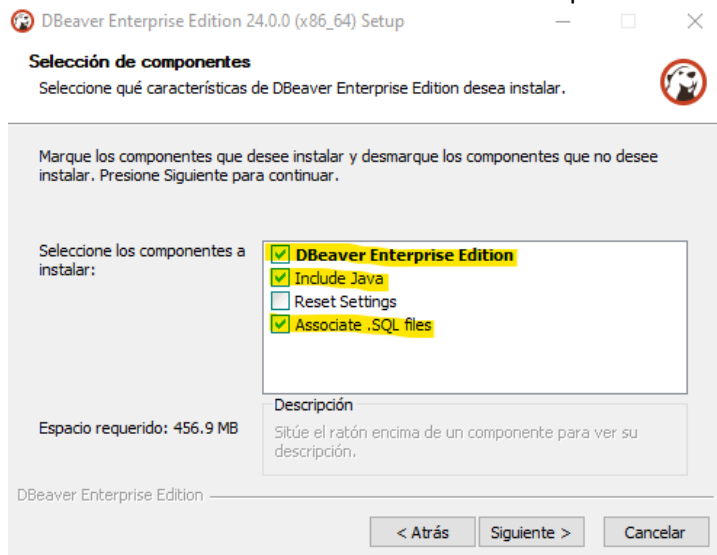 DBeaver Enterprise Edition 24.0.0 (x86_64) Setup
Selección de componentes
Seleccione qué características de DBeaver Enterprise Edition desea instalar.
Marque los componentes que desee instalar y desmarque los componentes que no desee
instalar. Presione Siguiente para continuar.
Seleccione los componentes a
instalar:
DBeaver Enterprise Edition
Include Java
Reset Settings
Associate .SQL files
Espacio requerido: 456.9 MB
Descripción
Sitúe el ratón encima de un componente para ver su
descripción.
DBeaver Enterprise Edition
< Atrás
Siguiente >
Cancelar